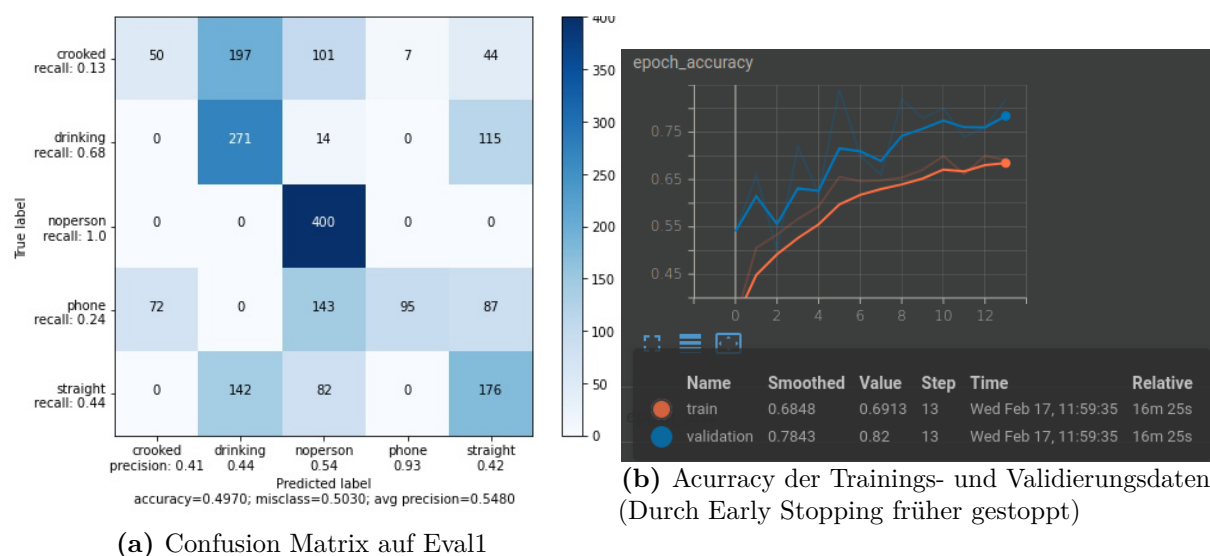 400
350
300
250
200
150
100
50
0
True label
crooked
recall: 0.13
50 197 101 7 44
drinking
recall: 0.68
0 271 14 0 115
noperson
recall: 1.0
0 0 400 0 0
phone
recall: 0.24
72 0 143 95 87
straight
recall: 0.44
0 142 82 0 176
crooked drinking noperson phone straight
precision: 0.41 0.44 0.54 0.93 0.42
Predicted label
accuracy=0.4970; misclass=0.5030; avg precision=0.5480
(a) Confusion Matrix auf Eval1
epoch_accuracy
0.75
0.65
0.55
0.45
0 2 4 6 8 10 12
Name Smoothed Value Step Time Relative
train 0.6848 0.6913 13 Wed Feb 17, 11:59:35 16m 25s
validation 0.7843 0.82 13 Wed Feb 17, 11:59:35 16m 25s
(b) Acurracy der Trainings- und Validierungsdaten
(Durch Early Stopping früher gestoppt)